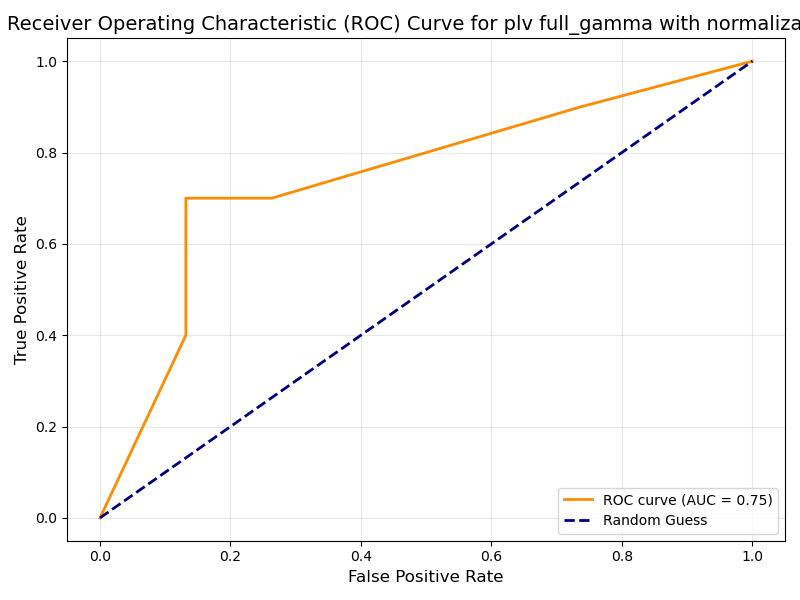 Receiver Operating Characteristic (ROC) Curve for plv full_gamma with normaliza
1.0
0.8
0.6
0.4
0.2
0.0
True Positive Rate
0.0 0.2 0.4 0.6 0.8 1.0
False Positive Rate
ROC curve (AUC = 0.75)
Random Guess